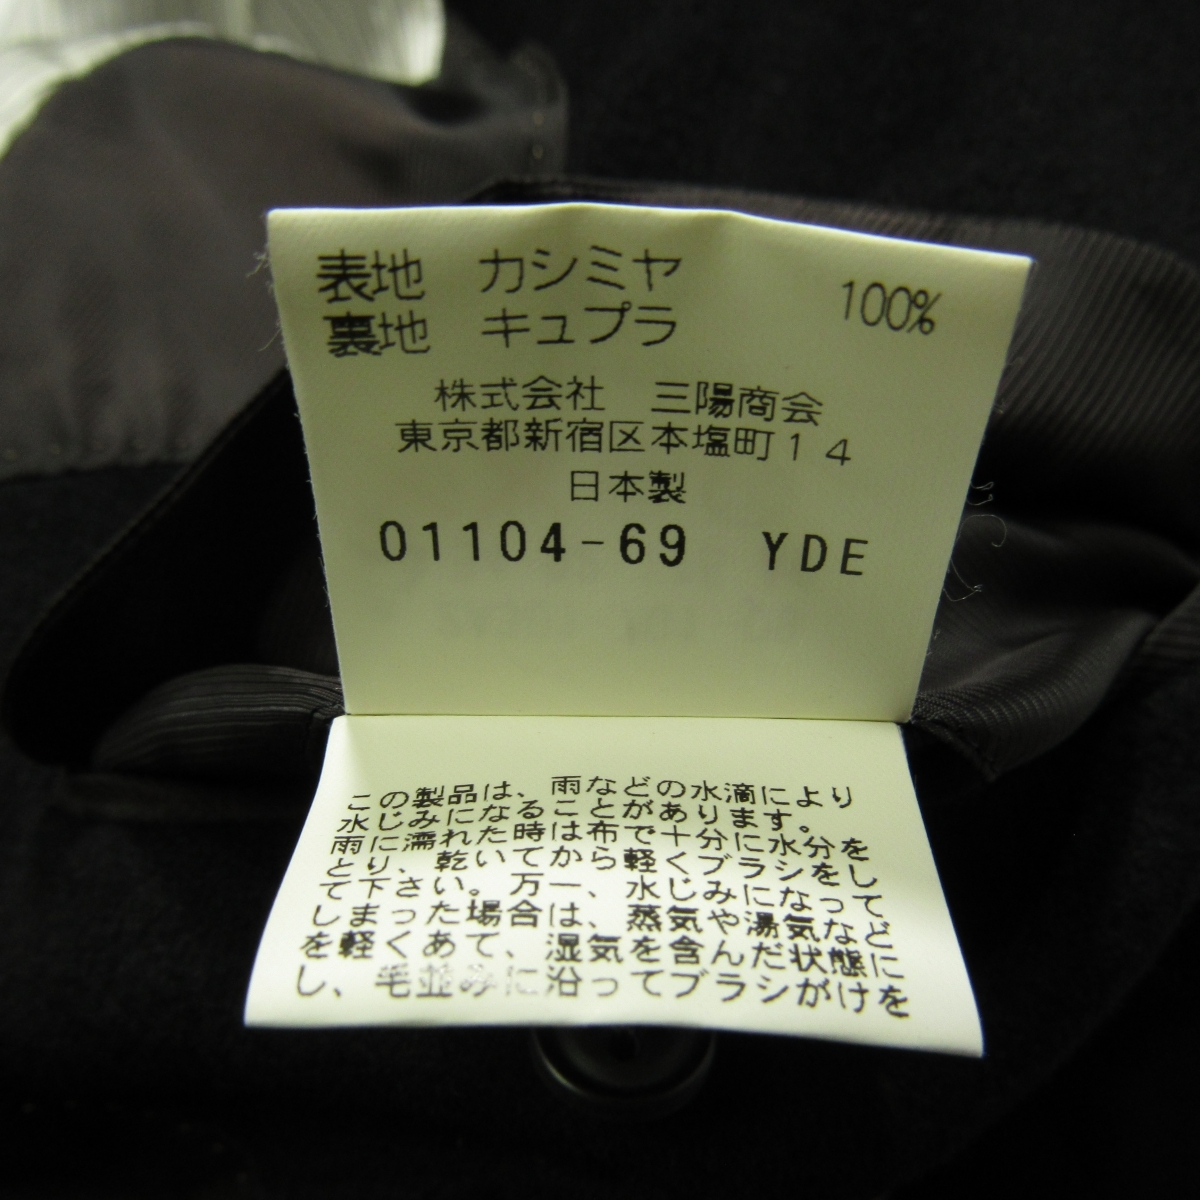 表地 カシミヤ 100%
裏地 キュプラ
株式会社 三陽商会
東京都新宿区本塩町14
日本製
01104-69 YDE
この製品は、雨などの水滴により
水じみになることがあります。
雨に濡れた時は布で十分に水分を
とり、乾いてから軽くブラシをし
て下さい。万一、水じみになって
しまった場合は、蒸気や湯気など
を軽くあて、湿気を含んだ状態に
し、毛並みに沿ってブラシがけを